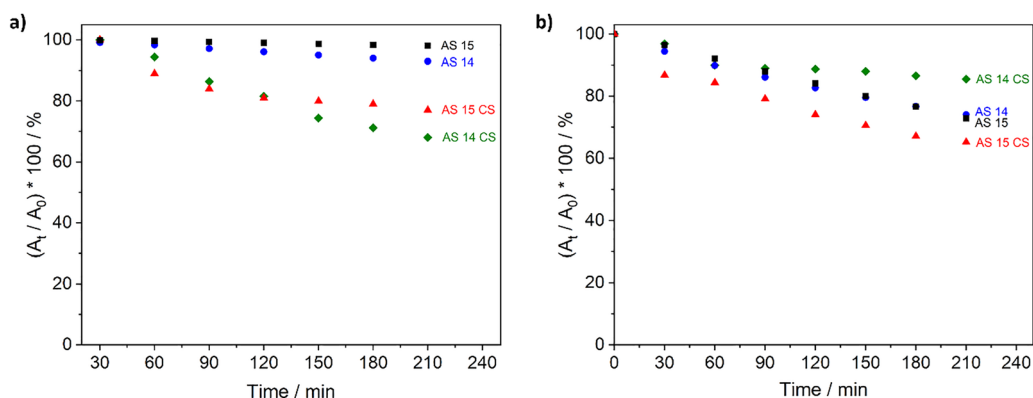 a)
100
80
60
40
20
0
(Aₜ / A₀) * 100 / %
AS 15
AS 14
AS 15 CS
AS 14 CS
30 60 90 120 150 180 210 240
Time / min
b)
100
80
60
40
20
0
(Aₜ / A₀) * 100 / %
AS 14 CS
AS 14
AS 15
AS 15 CS
0 30 60 90 120 150 180 210 240
Time / min